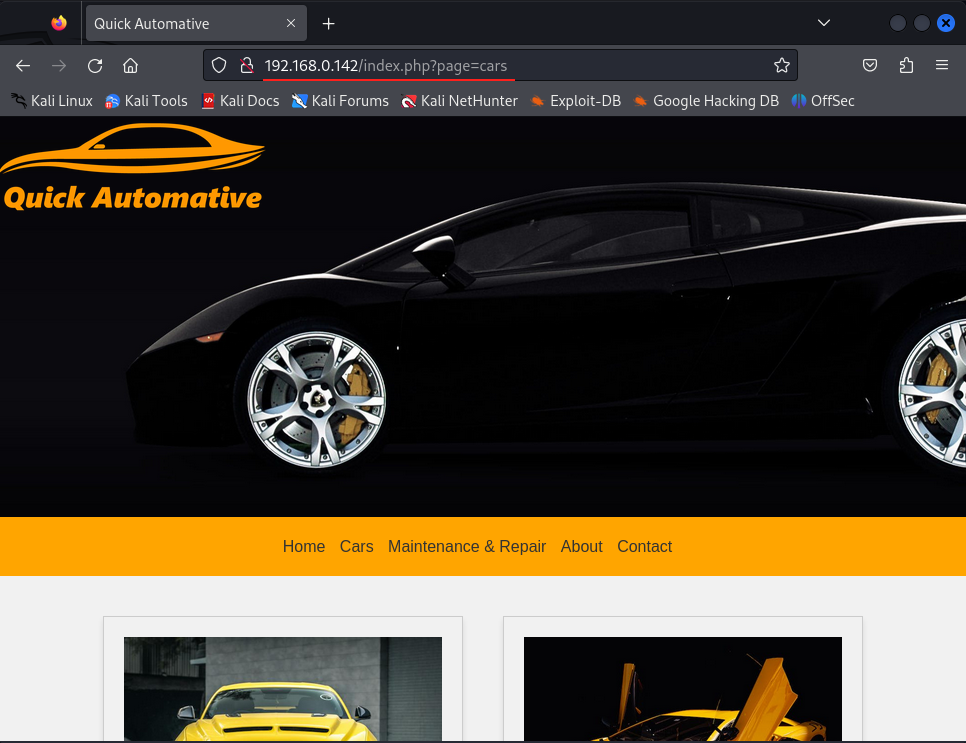 Quick Automative
192.168.0.142/index.php?page=cars
Kali Linux Kali Tools Kali Docs Kali Forums Kali NetHunter Exploit-DB Google Hacking DB OffSec
Quick Automative
Home Cars Maintenance & Repair About Contact